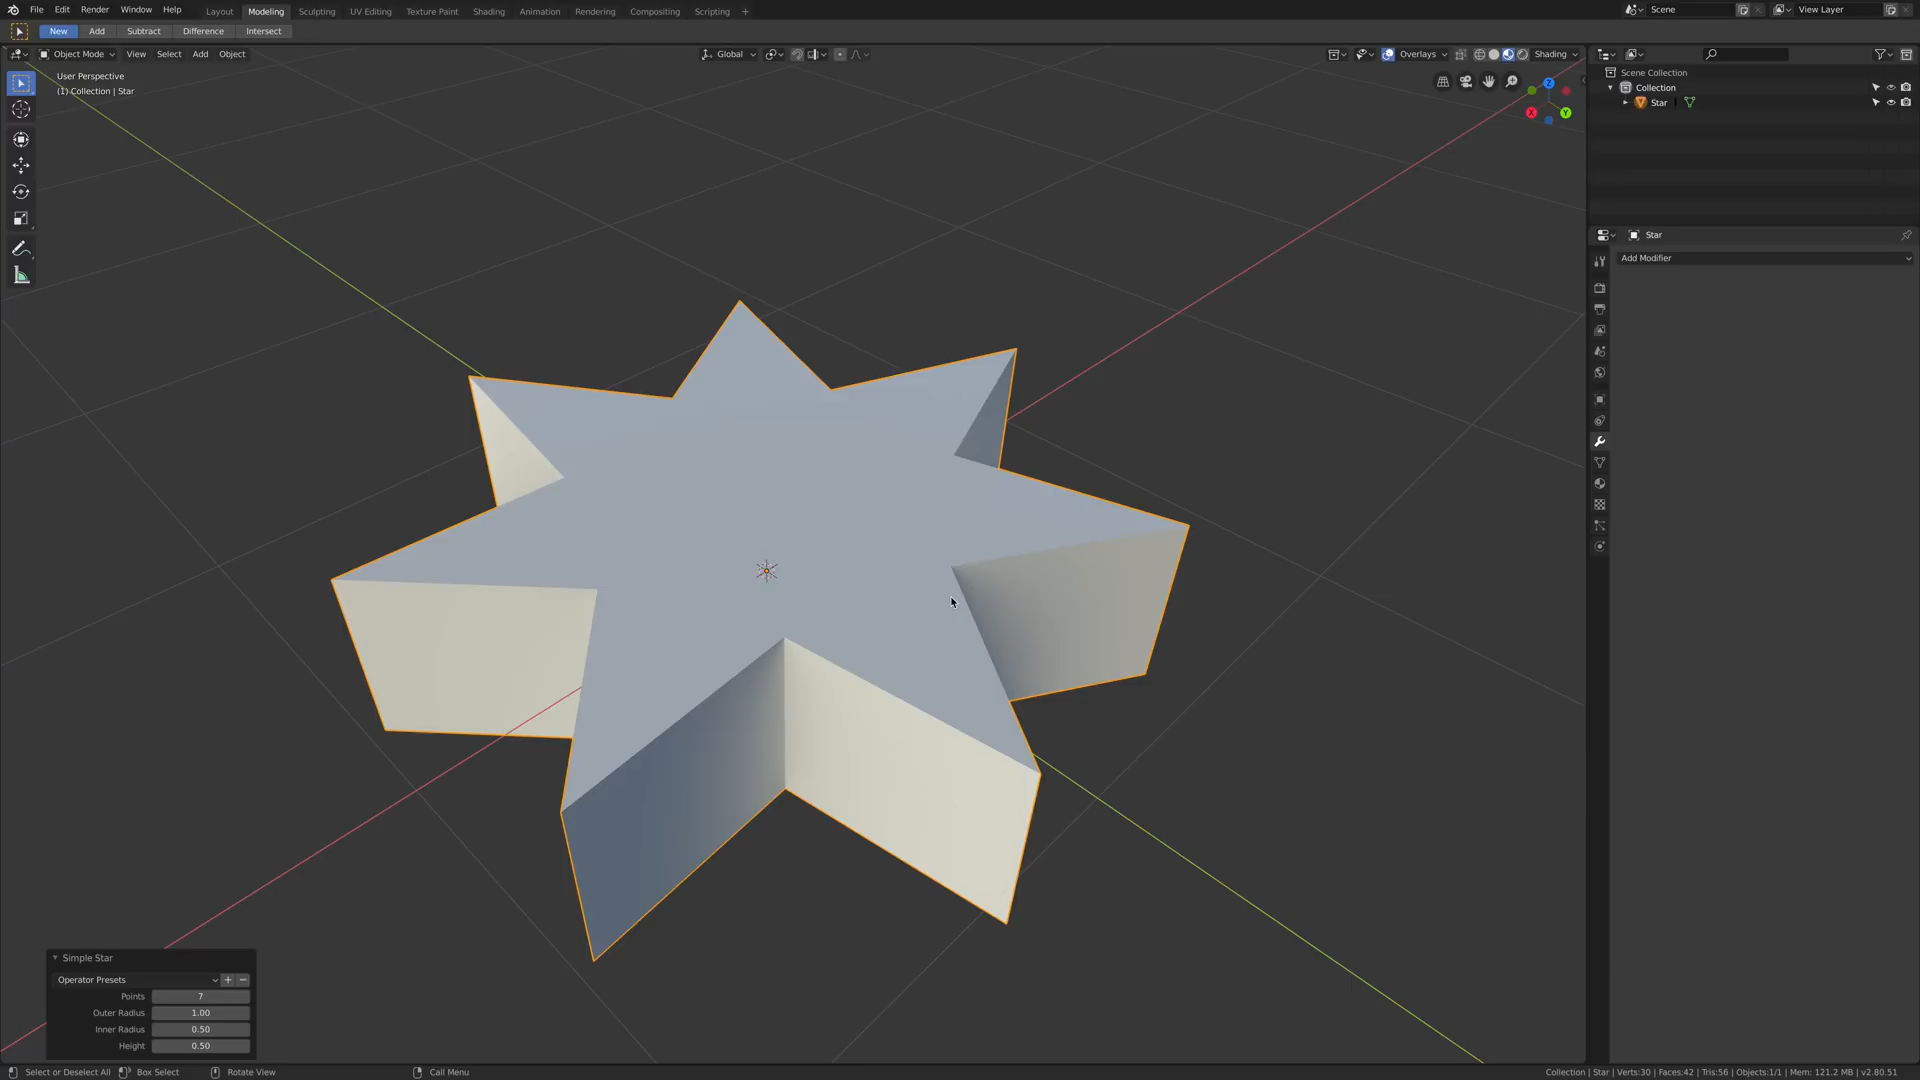 File Edit Render Window Help Layout Modeling Sculpting UV Editing Texture Paint Shading Animation Rendering Compositing Scripting + Scene View Layer
New Add Subtract Difference Intersect
Object Mode View Select Add Object Global Overlays Shading
User Perspective
(1) Collection | Star
Z
X
Y
Scene Collection
Collection
Star
Star
Add Modifier
Simple Star
Operator Presets + −
Points 7
Outer Radius 1.00
Inner Radius 0.50
Height 0.50
Select or Deselect All Box Select Rotate View Call Menu Collection | Star | Verts:30 | Faces:42 | Tris:56 | Objects:1/1 | Mem: 121.2 MB | v2.80.51